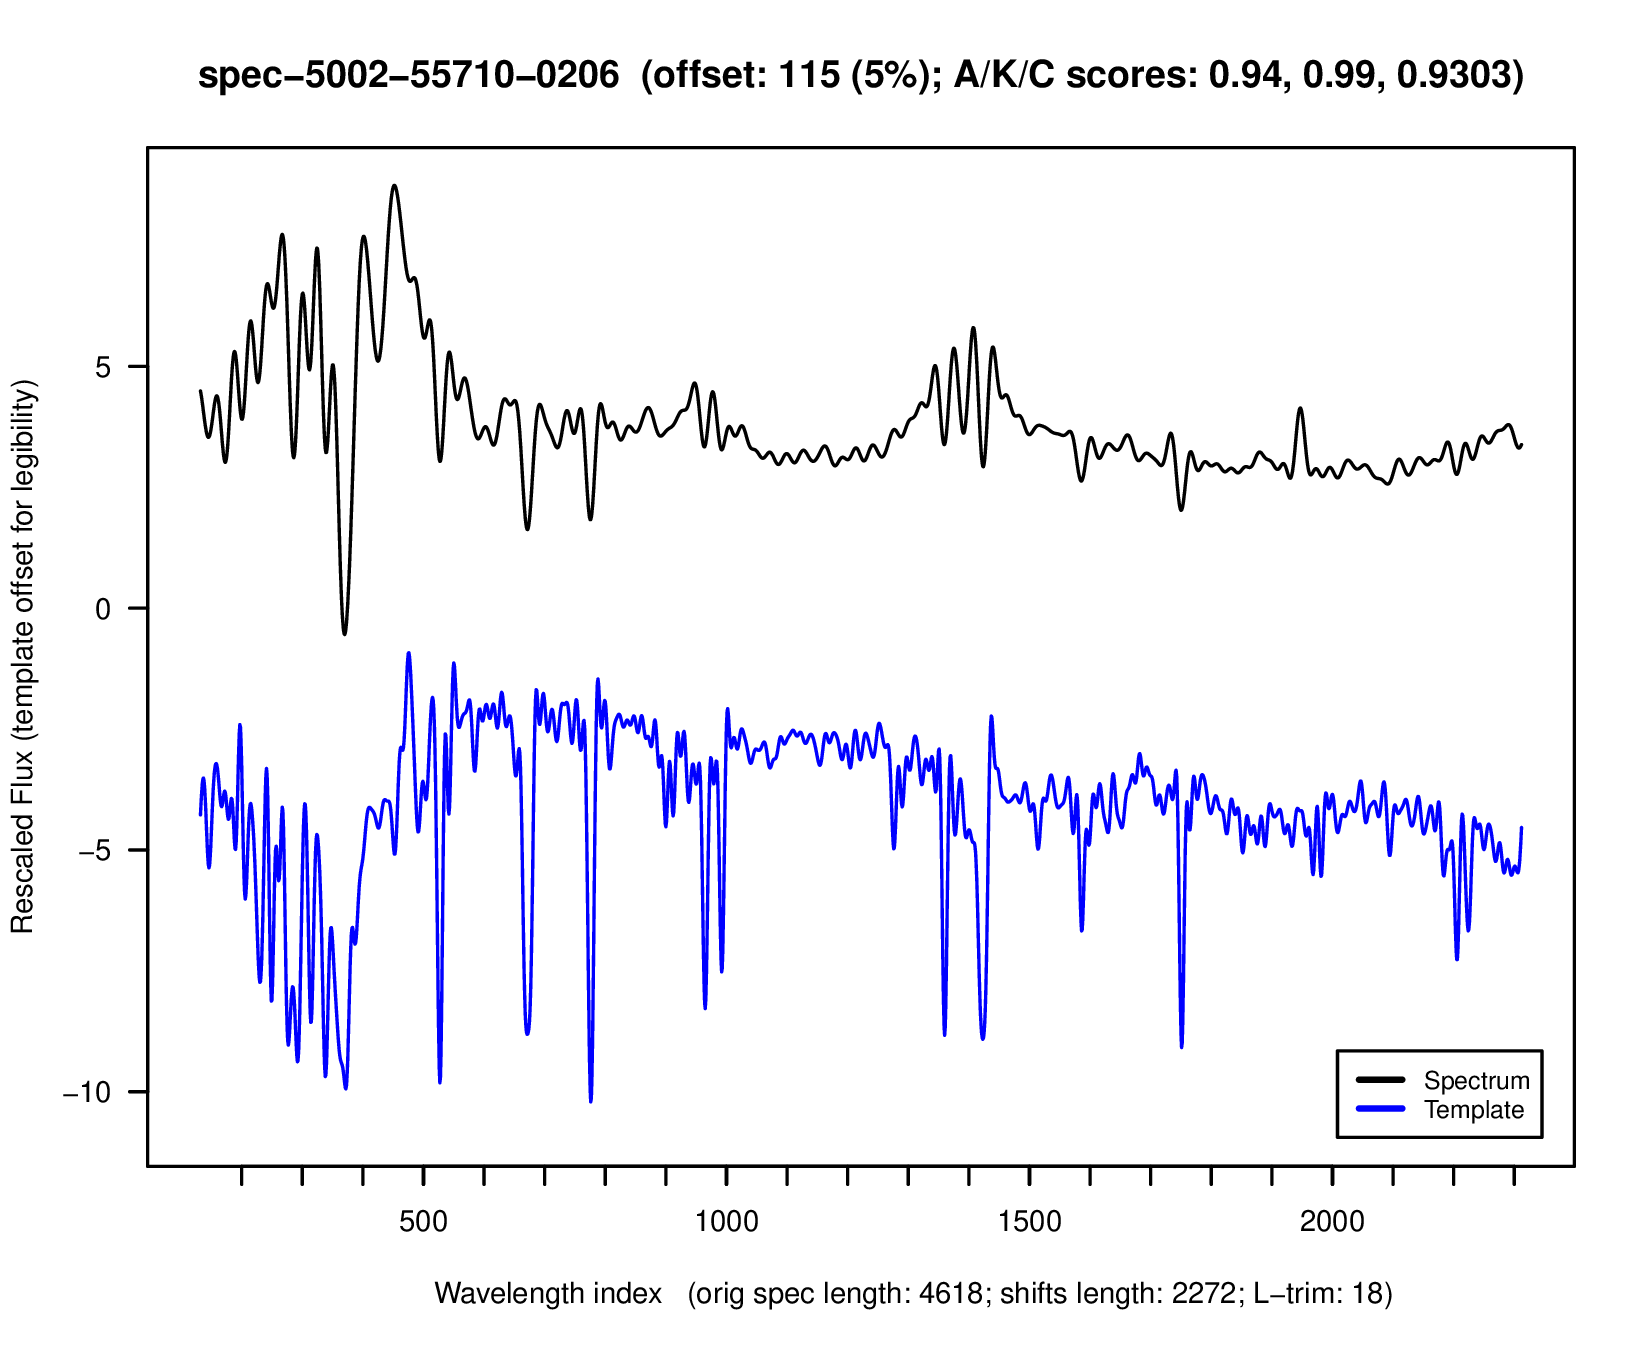 spec−5002−55710−0206  (offset: 115 (5%); A/K/C scores: 0.94, 0.99, 0.9303)
Rescaled Flux (template offset for legibility)
5
0
−5
−10
Spectrum
Template
500 1000 1500 2000
Wavelength index   (orig spec length: 4618; shifts length: 2272; L−trim: 18)